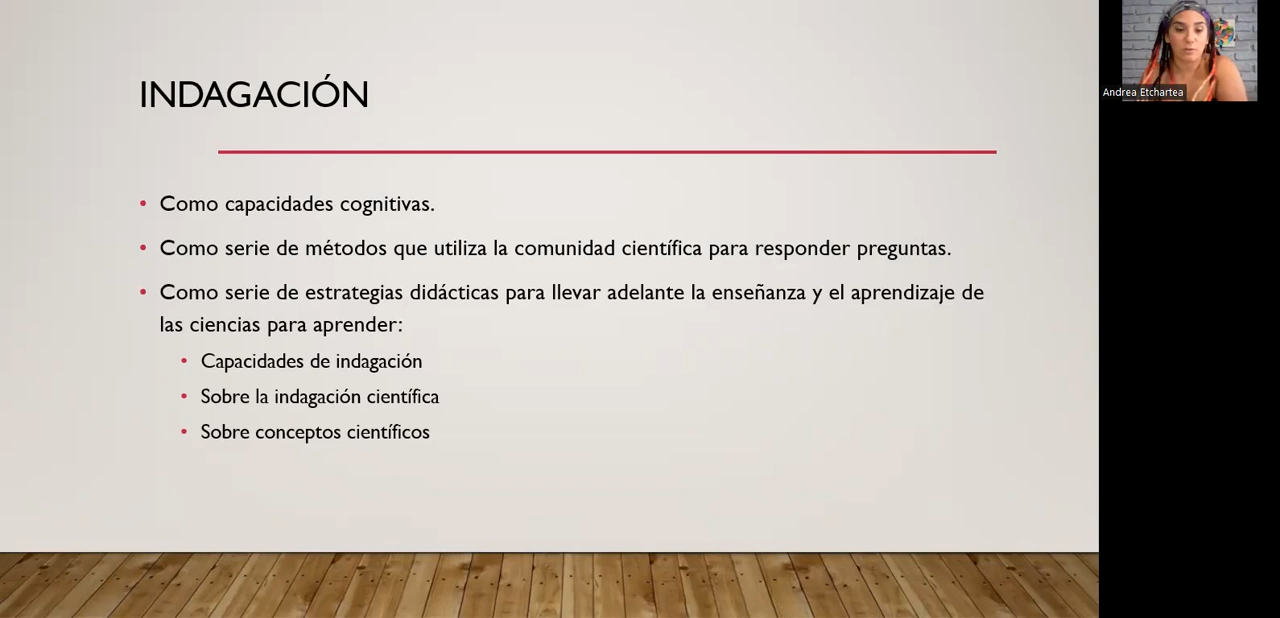 INDAGACIÓN
• Como capacidades cognitivas.
• Como serie de métodos que utiliza la comunidad científica para responder preguntas.
• Como serie de estrategias didácticas para llevar adelante la enseñanza y el aprendizaje de
las ciencias para aprender:
• Capacidades de indagación
• Sobre la indagación científica
• Sobre conceptos científicos
Andrea Etchartea